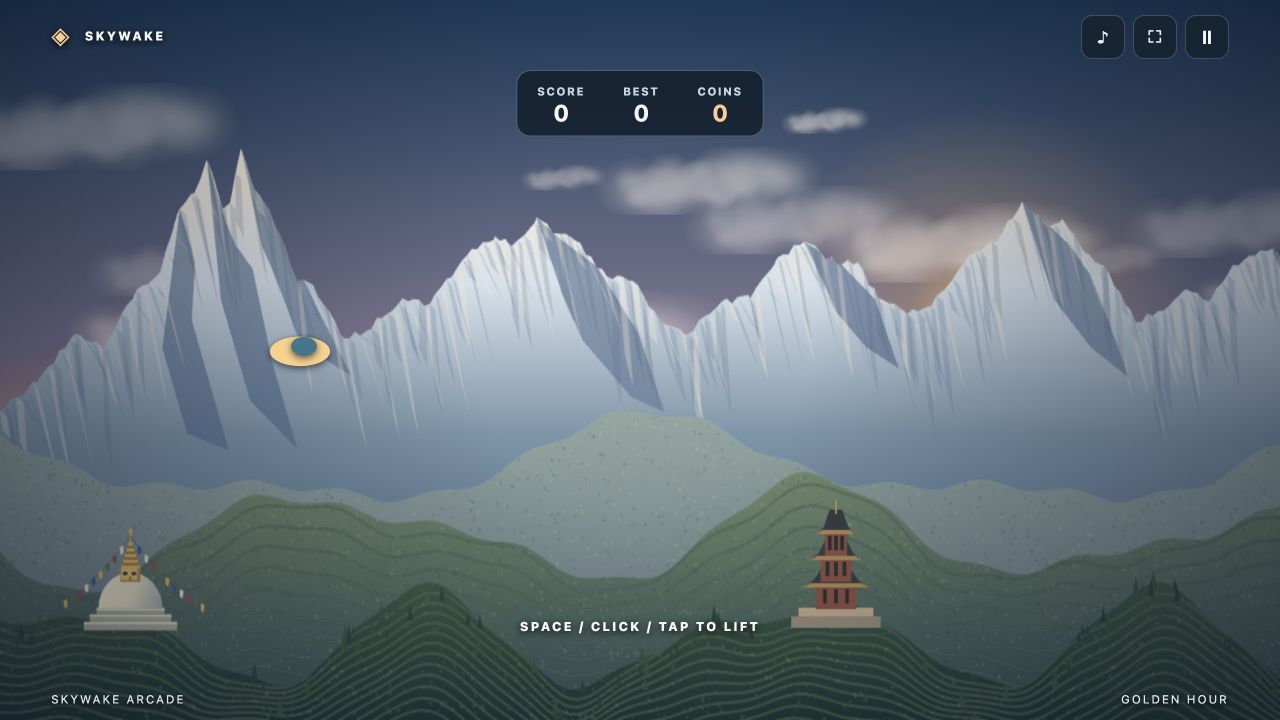 SKYWAKE
SCORE BEST COINS
0 0 0
SPACE / CLICK / TAP TO LIFT
SKYWAKE ARCADE
GOLDEN HOUR